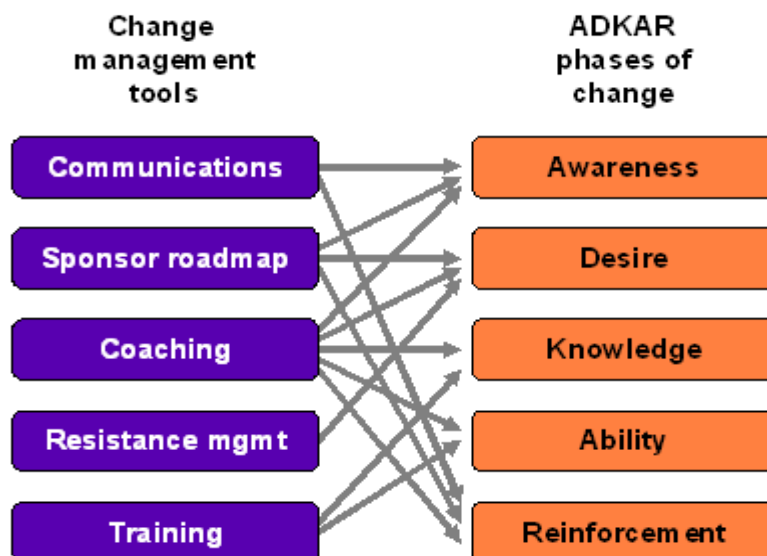 Change
management
tools
ADKAR
phases of
change
Communications
Awareness
Sponsor roadmap
Desire
Coaching
Knowledge
Resistance mgmt
Ability
Training
Reinforcement